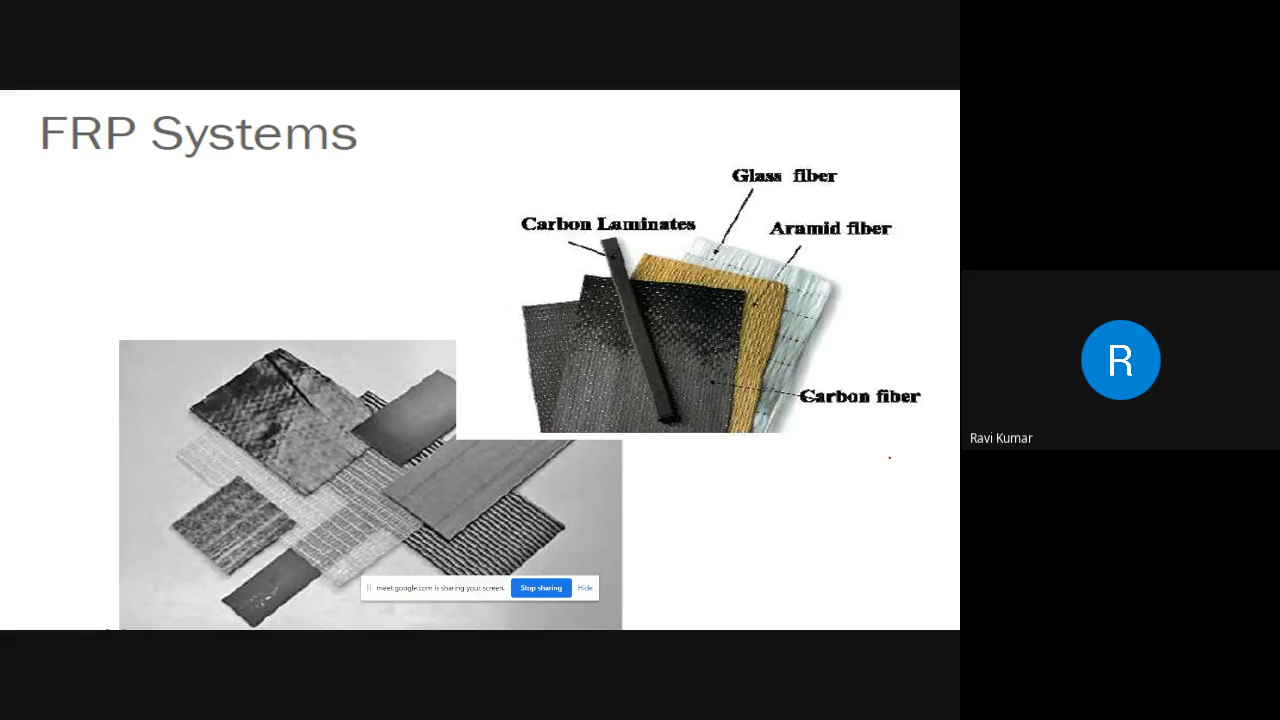 FRP Systems
Glass fiber
Carbon Laminates
Aramid fiber
Carbon fiber
meet.google.com is sharing your screen.
Stop sharing
Hide
R
Ravi Kumar